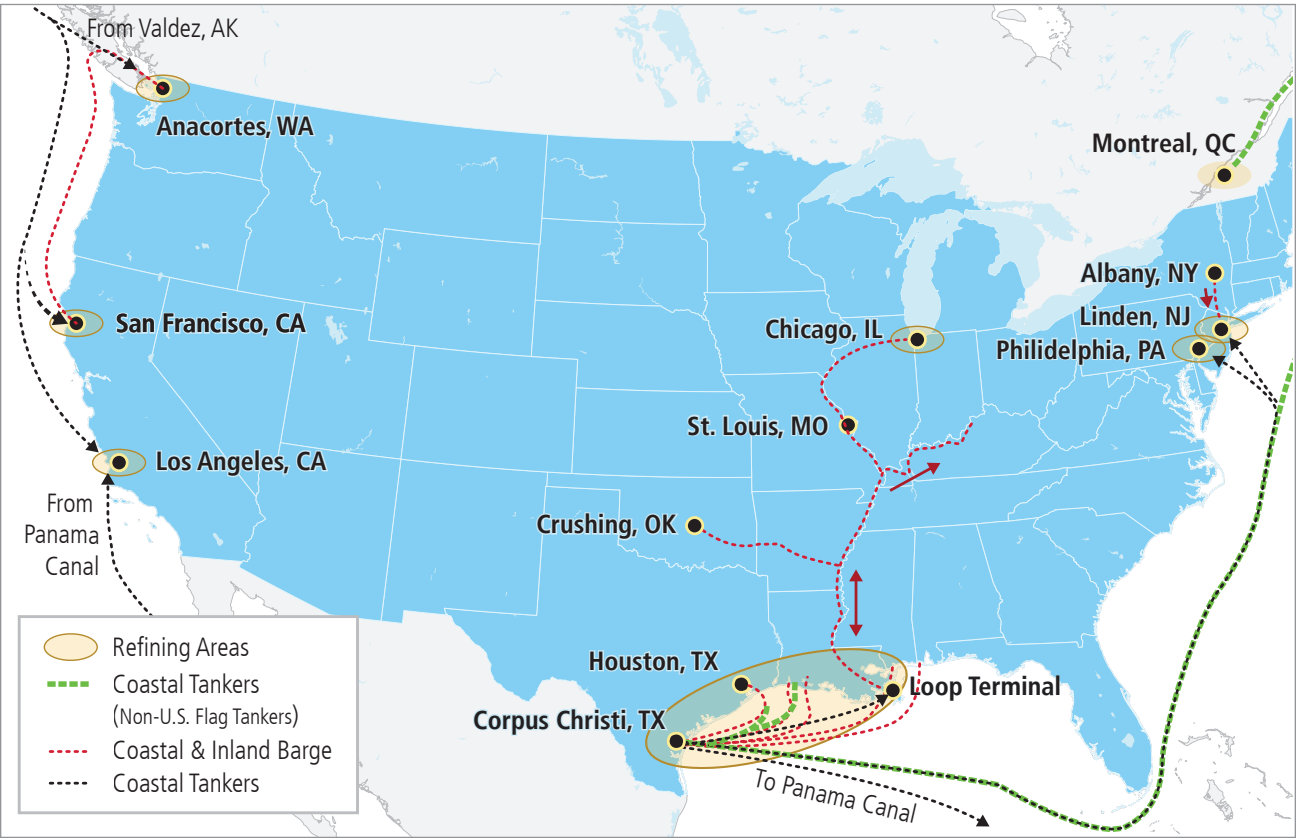 From Valdez, AK
Anacortes, WA
Montreal, QC
Albany, NY
Linden, NJ
San Francisco, CA
Chicago, IL
Philidelphia, PA
St. Louis, MO
Los Angeles, CA
From
Panama
Canal
Crushing, OK
Houston, TX
Loop Terminal
Corpus Christi, TX
To Panama Canal
Refining Areas
Coastal Tankers
(Non-U.S. Flag Tankers)
Coastal & Inland Barge
Coastal Tankers